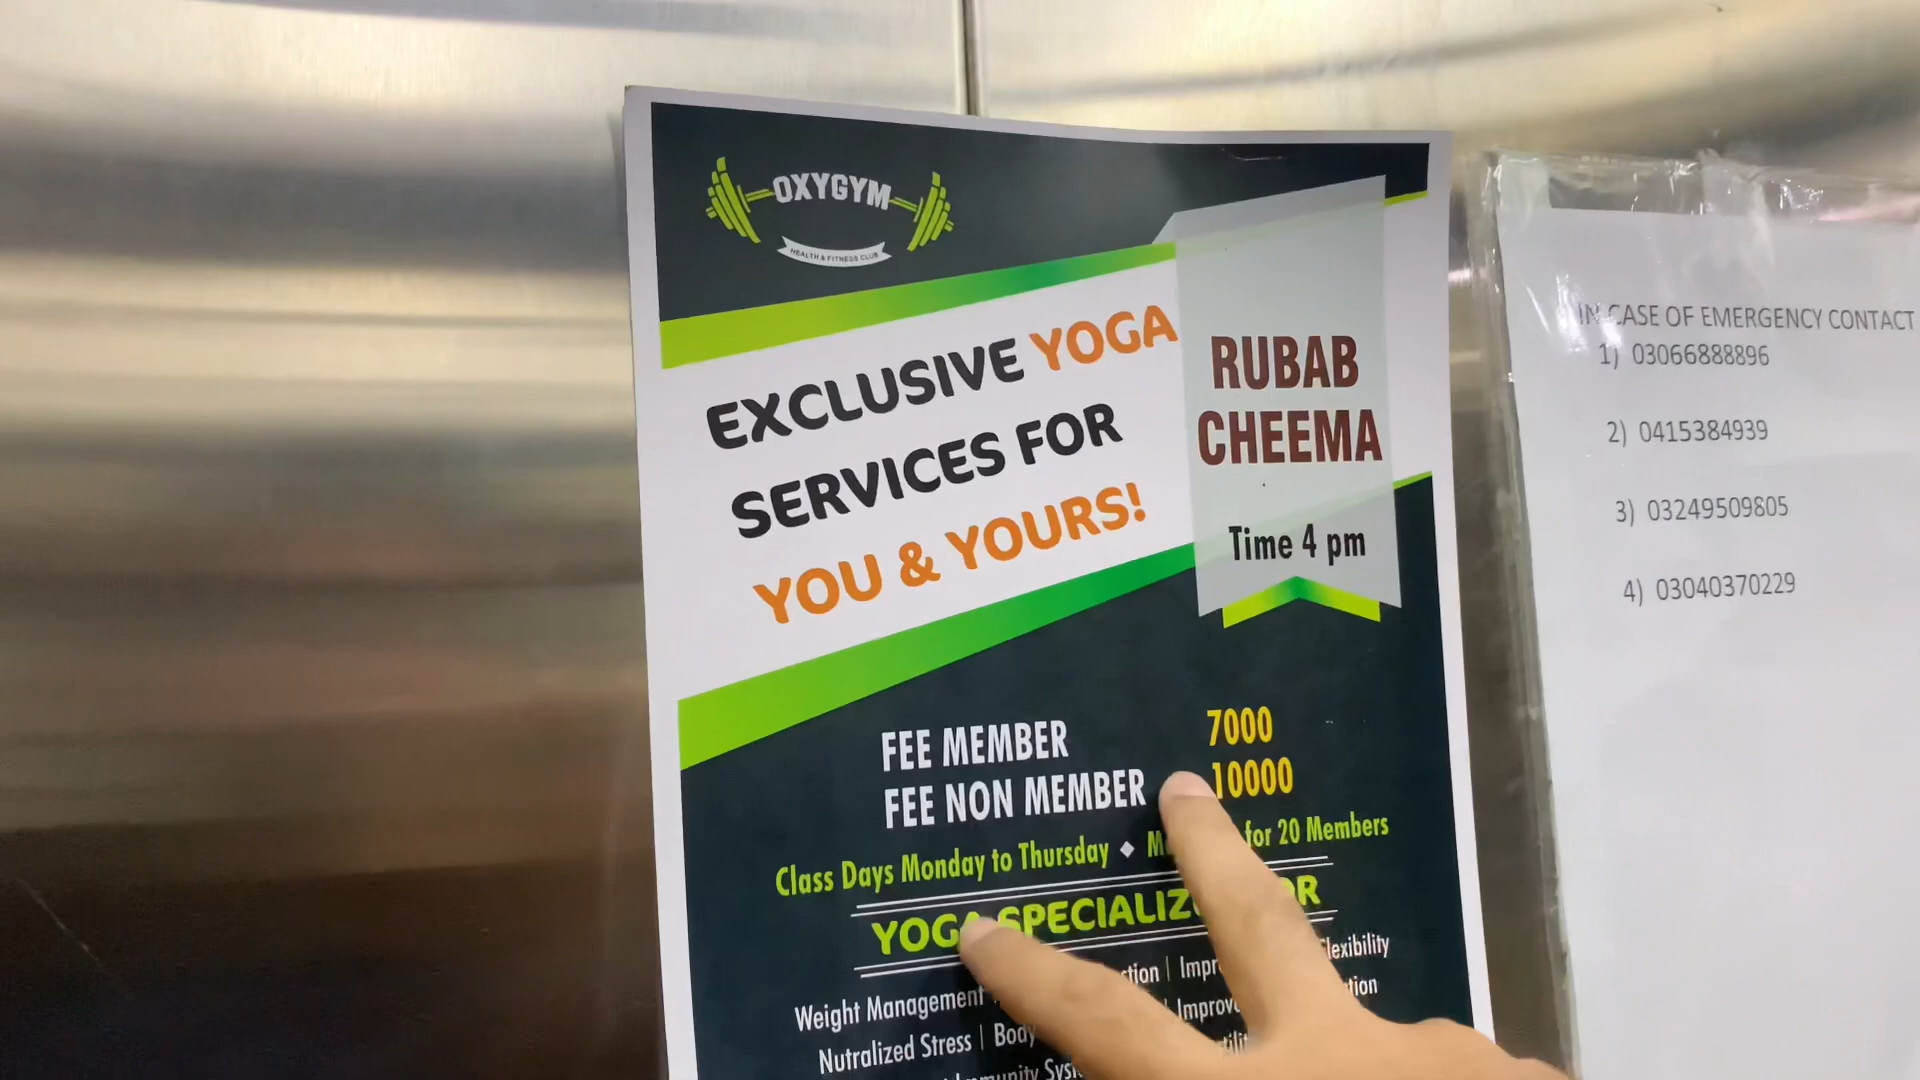 OXYGYM
HEALTH & FITNESS CLUB
EXCLUSIVE YOGA
SERVICES FOR
YOU & YOURS!
RUBAB
CHEEMA
Time 4 pm
FEE MEMBER 7000
FEE NON MEMBER 10000
Class Days Monday to Thursday ◆ for 20 Members
YOGA
Weight Management | Flexibility
Nutralized Stress | Body
IN CASE OF EMERGENCY CONTACT
1) 03066888896
2) 0415384939
3) 03249509805
4) 03040370229